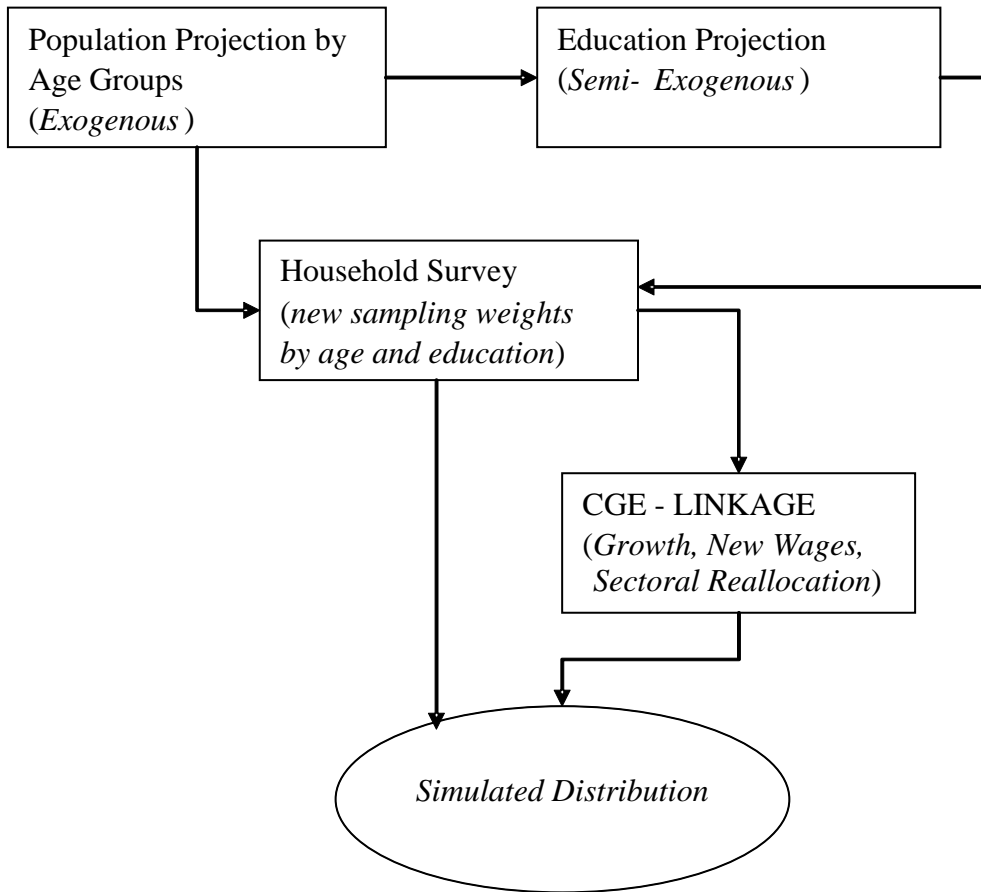 Population Projection by
Age Groups
(Exogenous)
Education Projection
(Semi- Exogenous)
Household Survey
(new sampling weights
by age and education)
CGE - LINKAGE
(Growth, New Wages,
Sectoral Reallocation)
Simulated Distribution